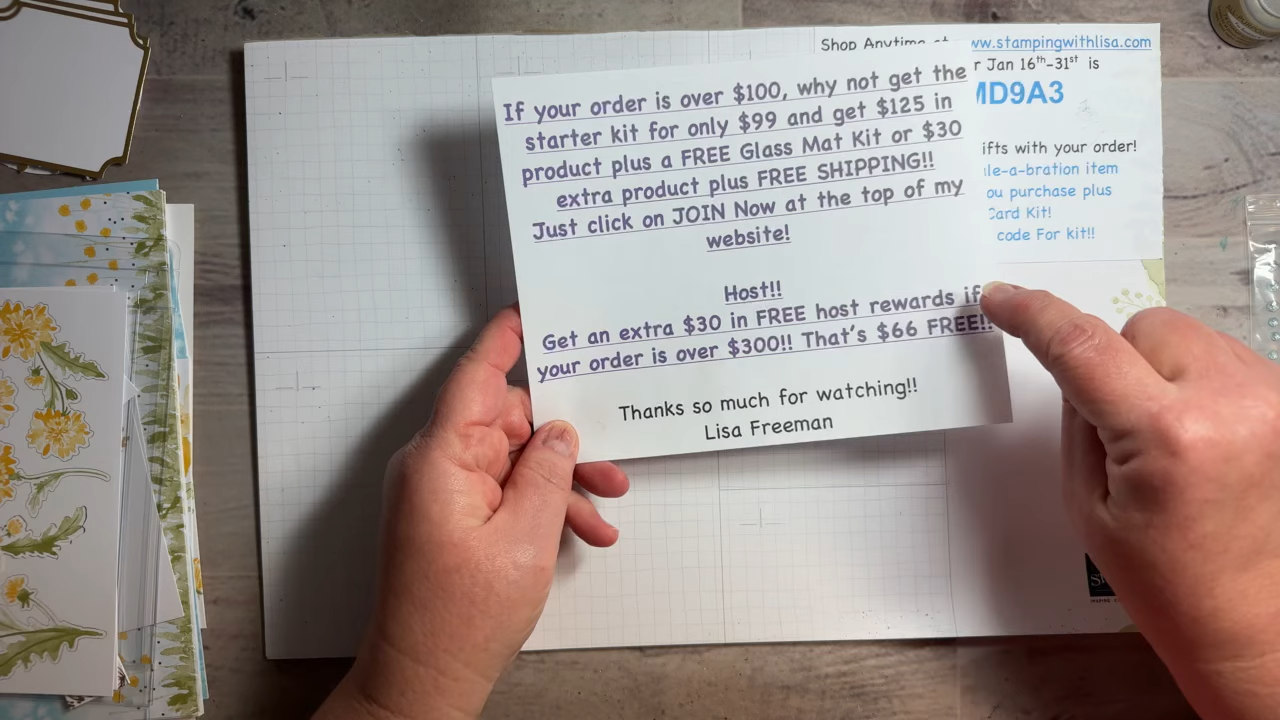 Shop Anytime at
ww.stampingwithlisa.com
r Jan 16th-31st is
MD9A3
ifts with your order!
le-a-bration item
ou purchase plus
Card Kit!
code For kit!!
If your order is over $100, why not get the
starter kit for only $99 and get $125 in
product plus a FREE Glass Mat Kit or $30
extra product plus FREE SHIPPING!!
Just click on JOIN Now at the top of my
website!
Host!!
Get an extra $30 in FREE host rewards if
your order is over $300!! That's $66 FREE!!
Thanks so much for watching!!
Lisa Freeman